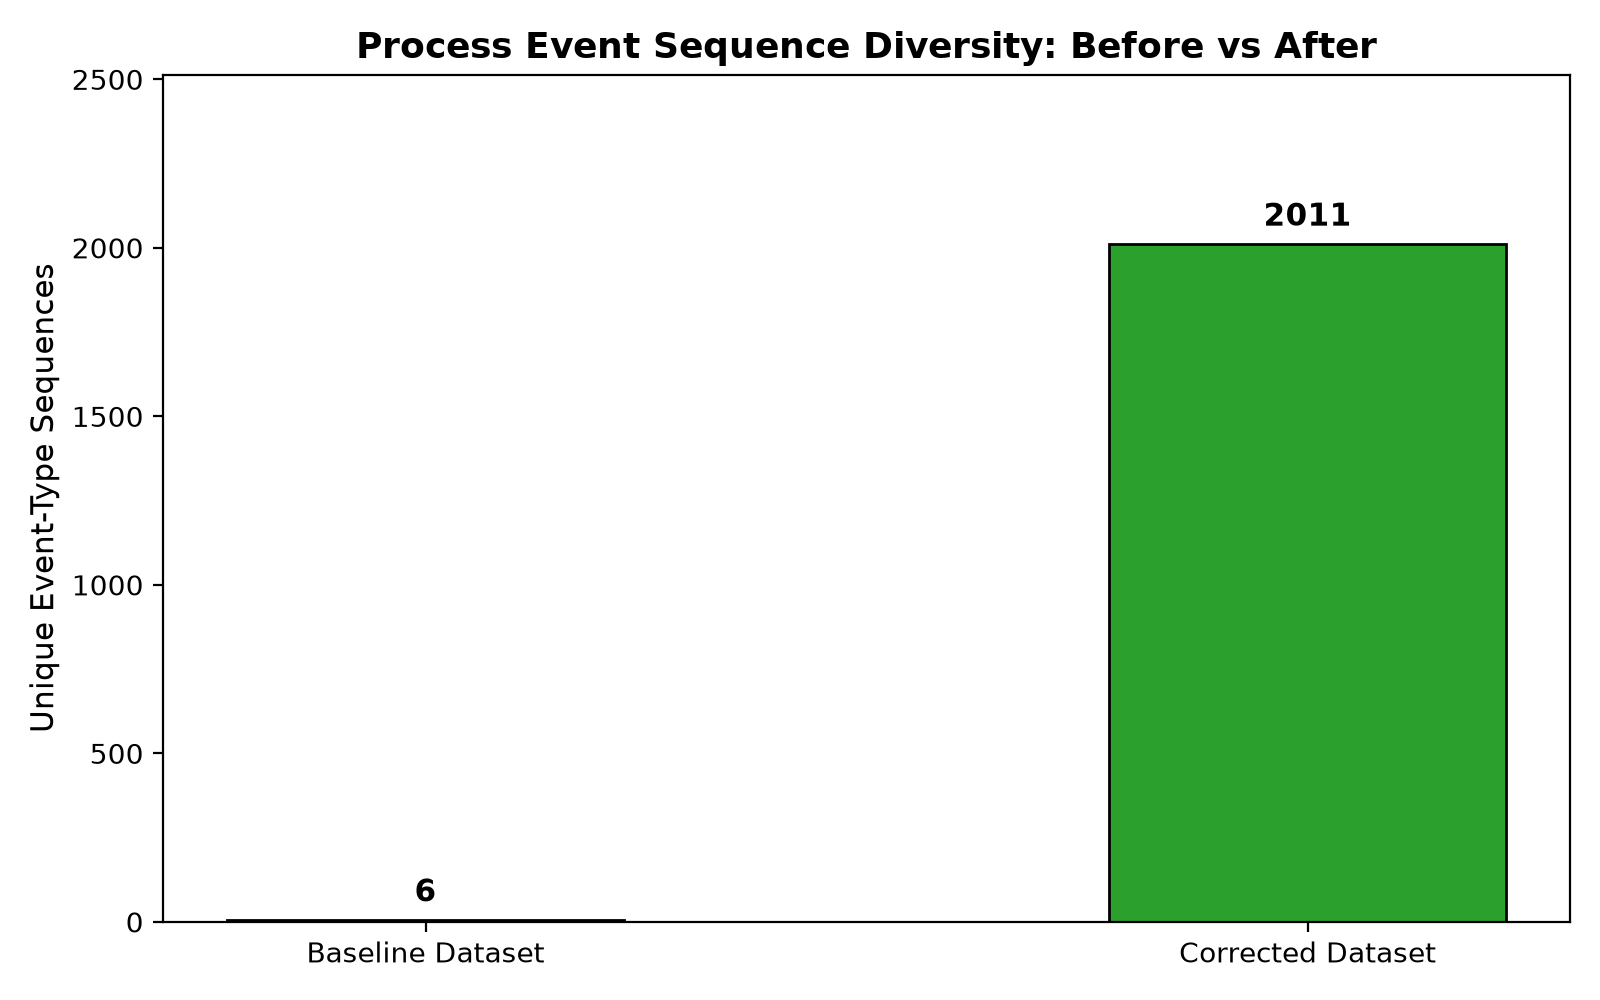 Process Event Sequence Diversity: Before vs After
Unique Event-Type Sequences
2500
2000
1500
1000
500
0
2011
6
Baseline Dataset
Corrected Dataset